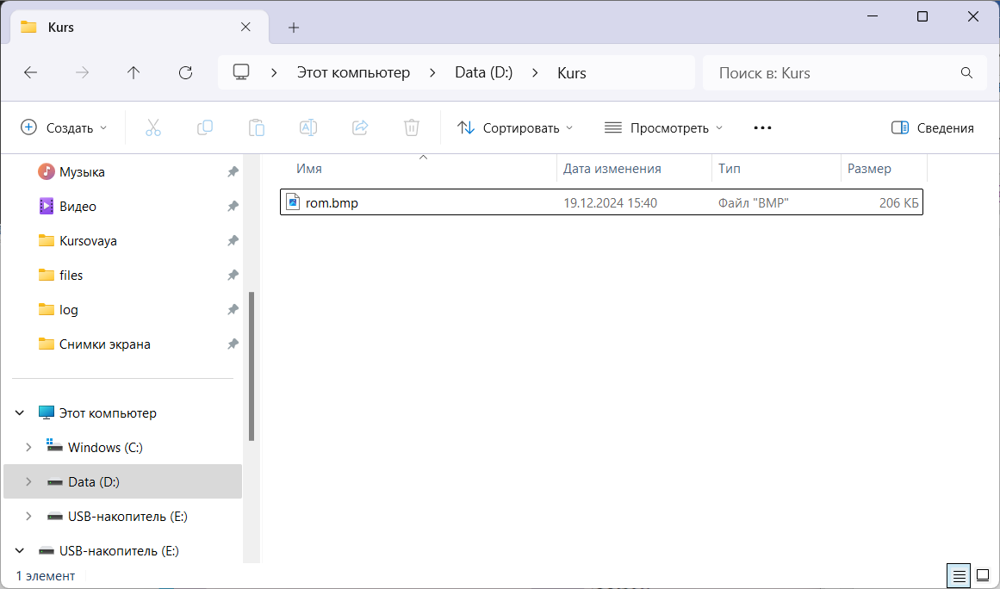 Kurs
Этот компьютер
Data (D:)
Kurs
Поиск в: Kurs
Создать
Сортировать
Просмотреть
Сведения
Музыка
Видео
Kursovaya
files
log
Снимки экрана
Этот компьютер
Windows (C:)
Data (D:)
USB-накопитель (E:)
USB-накопитель (E:)
Имя
Дата изменения
Тип
Размер
rom.bmp
19.12.2024 15:40
Файл "BMP"
206 КБ
1 элемент